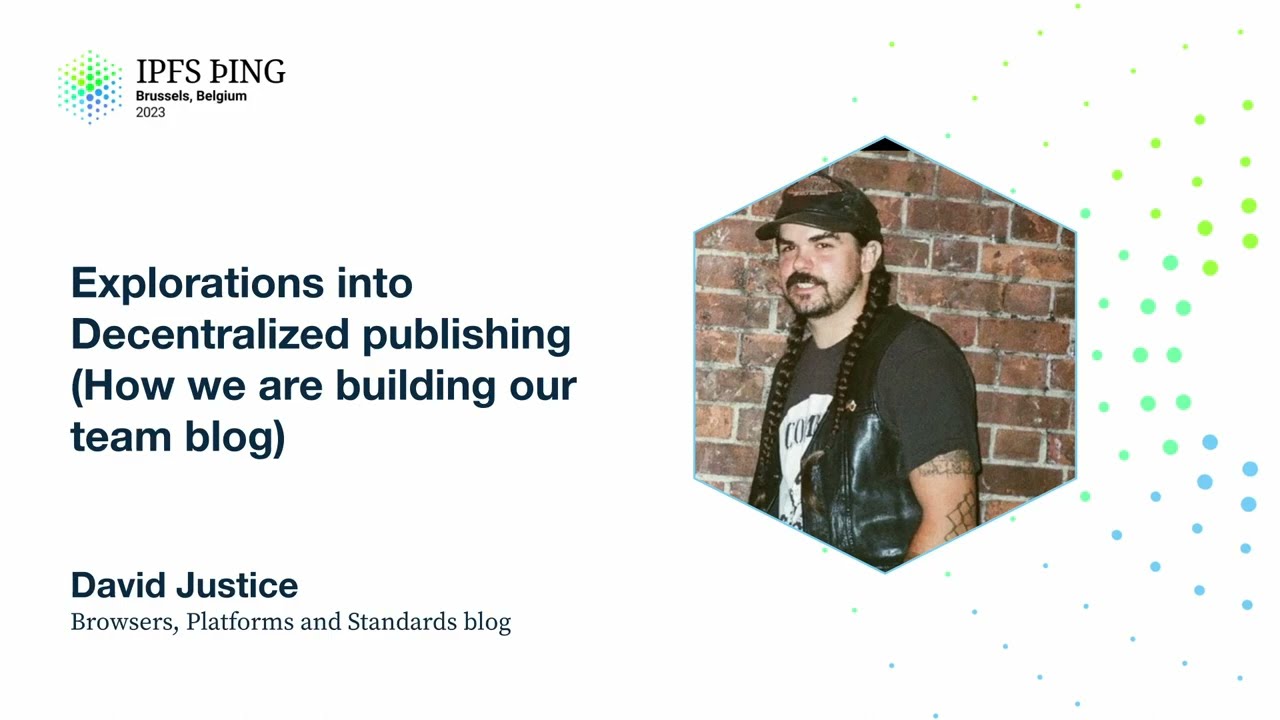 IPFS ÞING
Brussels, Belgium
2023
Explorations into
Decentralized publishing
(How we are building our
team blog)
David Justice
Browsers, Platforms and Standards blog